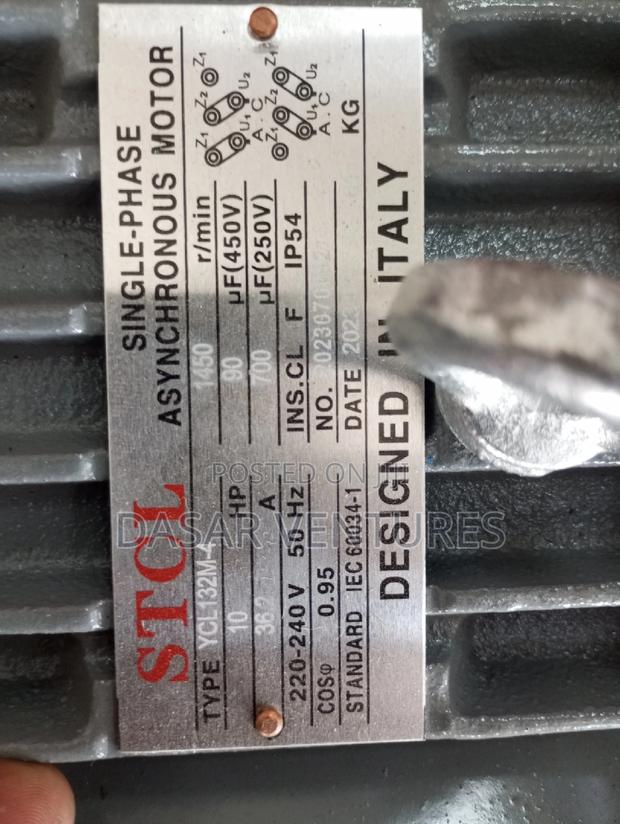 STCL
SINGLE-PHASE
ASYNCHRONOUS MOTOR
TYPE YCL132M-4 1450 r/min
10 HP 90 μF(450V)
A 700 μF(250V)
220-240V 50 Hz INS.CL F IP54
COSφ 0.95 NO.
STANDARD IEC 60034-1 DATE KG
DESIGNED IN ITALY
Z1 Z2 Z1
U1 U2
A.C
Z1 Z2
U1 U2
A.C
POSTED ON
DASAR VENTURES